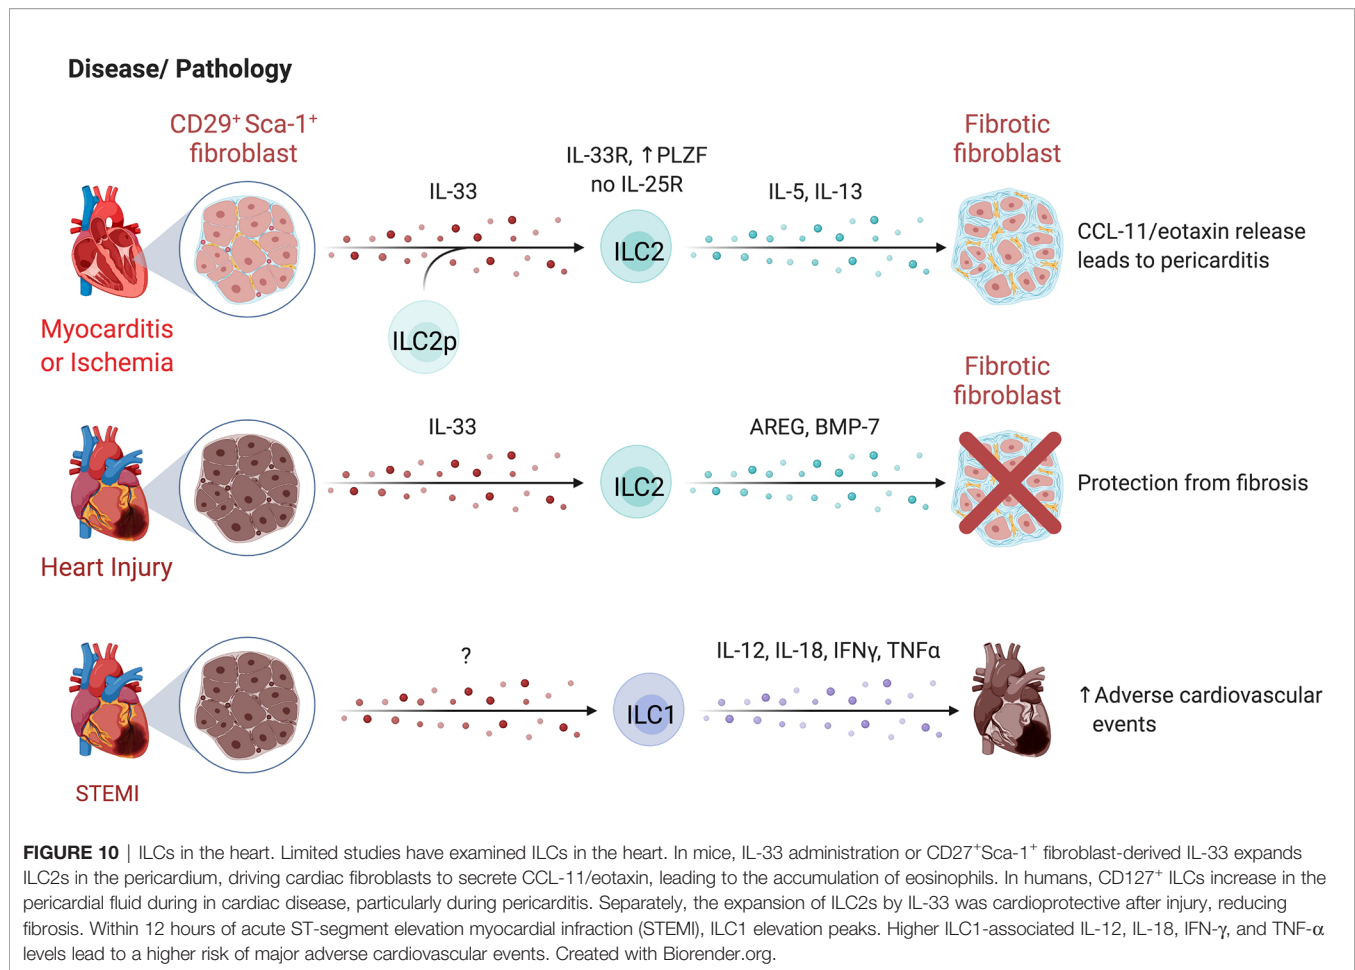 Disease/ Pathology
CD29⁺ Sca-1⁺
fibroblast
IL-33
IL-33R, ↑PLZF
no IL-25R
ILC2
IL-5, IL-13
Fibrotic
fibroblast
CCL-11/eotaxin release
leads to pericarditis
ILC2p
Myocarditis
or Ischemia
IL-33
ILC2
AREG, BMP-7
Fibrotic
fibroblast
Protection from fibrosis
Heart Injury
?
ILC1
IL-12, IL-18, IFNγ, TNFα
↑Adverse cardiovascular
events
STEMI
FIGURE 10 | ILCs in the heart. Limited studies have examined ILCs in the heart. In mice, IL-33 administration or CD27⁺Sca-1⁺ fibroblast-derived IL-33 expands
ILC2s in the pericardium, driving cardiac fibroblasts to secrete CCL-11/eotaxin, leading to the accumulation of eosinophils. In humans, CD127⁺ ILCs increase in the
pericardial fluid during in cardiac disease, particularly during pericarditis. Separately, the expansion of ILC2s by IL-33 was cardioprotective after injury, reducing
fibrosis. Within 12 hours of acute ST-segment elevation myocardial infraction (STEMI), ILC1 elevation peaks. Higher ILC1-associated IL-12, IL-18, IFN-γ, and TNF-α
levels lead to a higher risk of major adverse cardiovascular events. Created with Biorender.org.